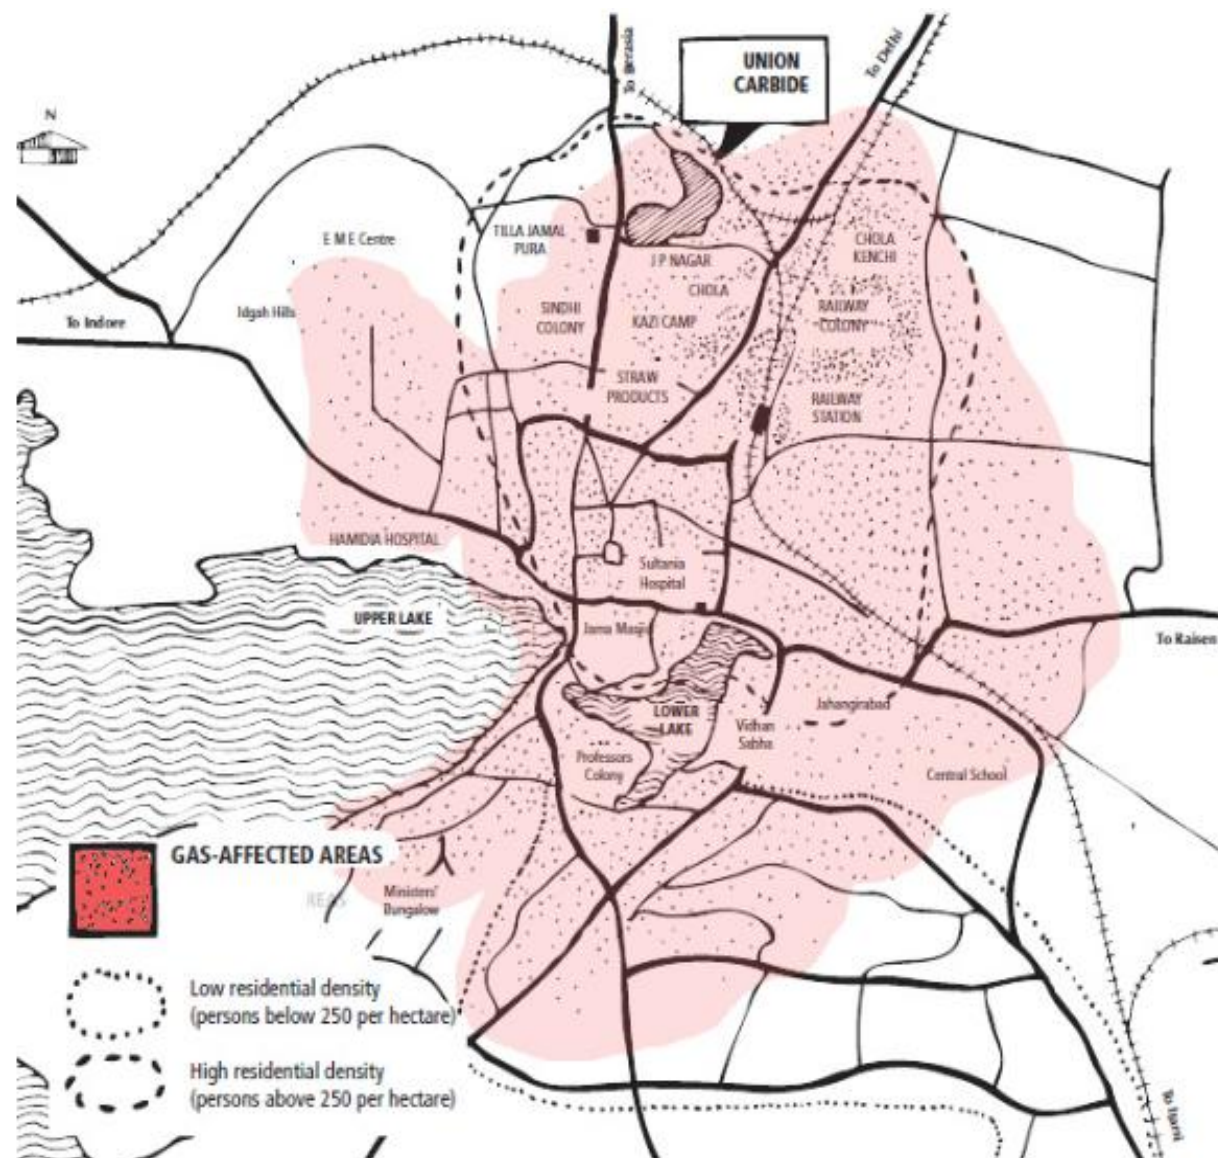 To Berasia
UNION
CARBIDE
To Delhi
N
E M E Centre
TILLA JAMAL
PURA
J P NAGAR
CHOLA
KENCHI
CHOLA
Idgah Hills
To Indore
SINDHI
COLONY
KAZI CAMP
RAILWAY
COLONY
STRAW
PRODUCTS
RAILWAY
STATION
HAMIDIA HOSPITAL
Sultania
Hospital
UPPER LAKE
Jama Masjid
To Raisen
LOWER
LAKE
Jahangirabad
Vidhan
Sabha
Professors
Colony
Central School
GAS-AFFECTED AREAS
REAS
Ministers'
Bungalow
Low residential density
(persons below 250 per hectare)
High residential density
(persons above 250 per hectare)